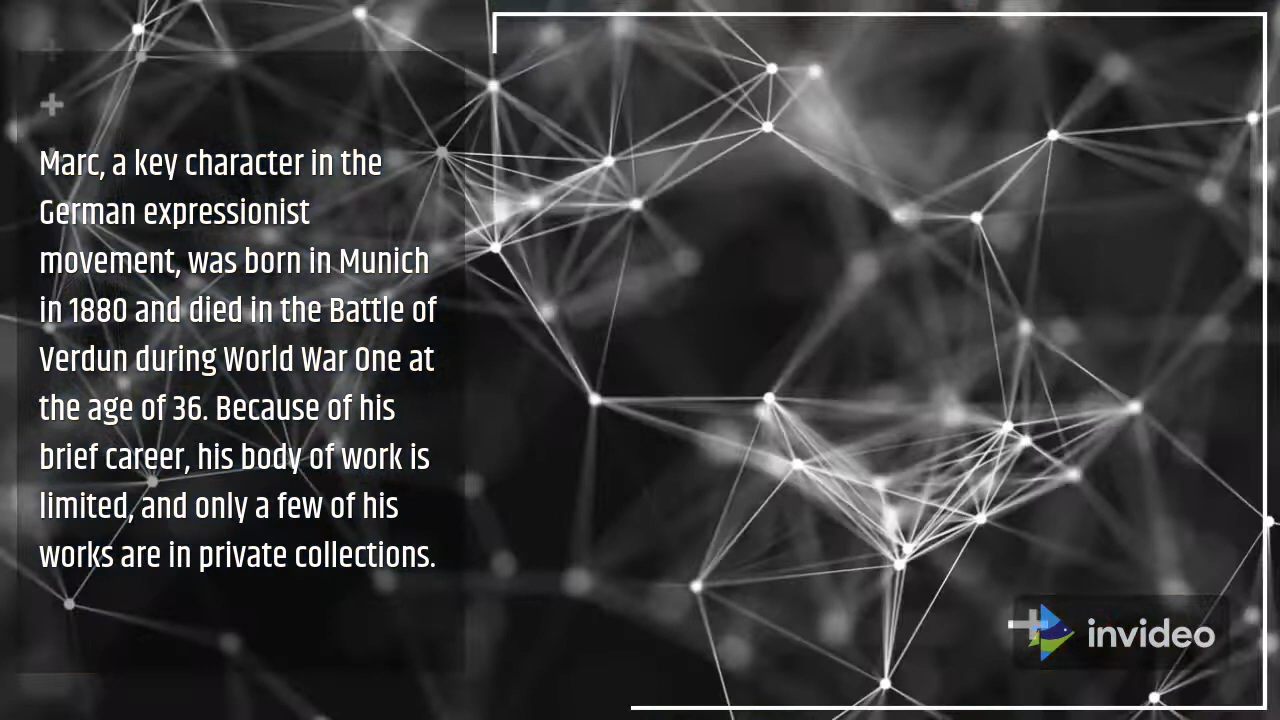 Marc, a key character in the
German expressionist
movement, was born in Munich
in 1880 and died in the Battle of
Verdun during World War One at
the age of 36. Because of his
brief career, his body of work is
limited, and only a few of his
works are in private collections.
invideo